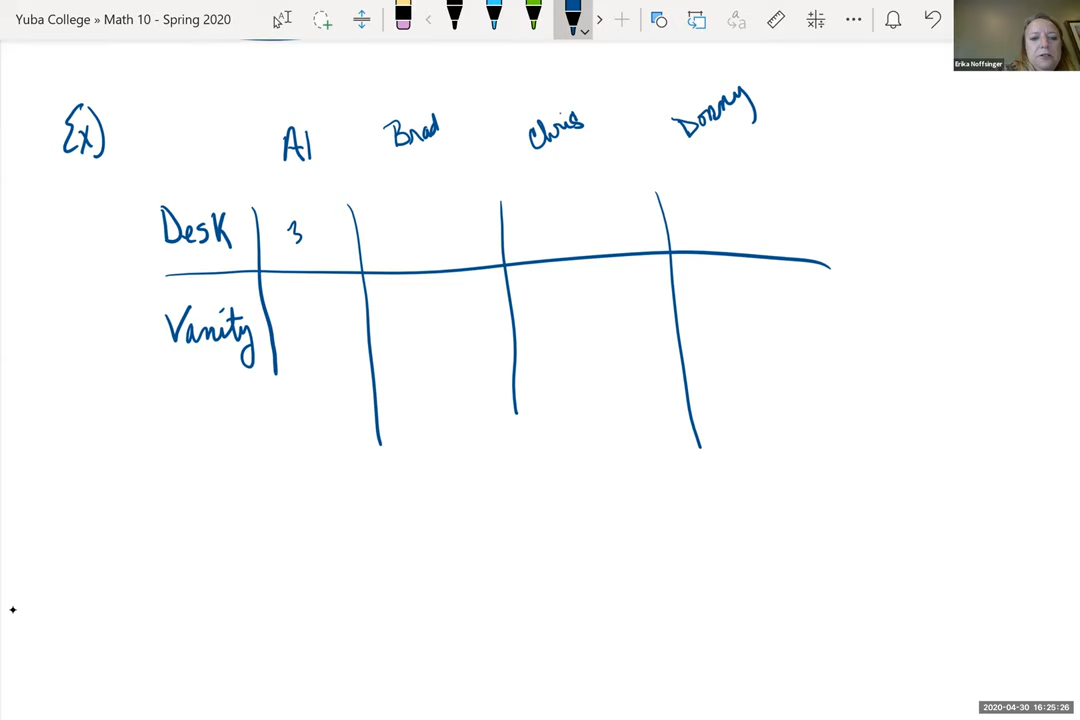 Yuba College » Math 10 - Spring 2020
Erika Noffsinger
Ex)
Al Brad Chris Donny
Desk 3
Vanity
2020-04-30 16:25:26